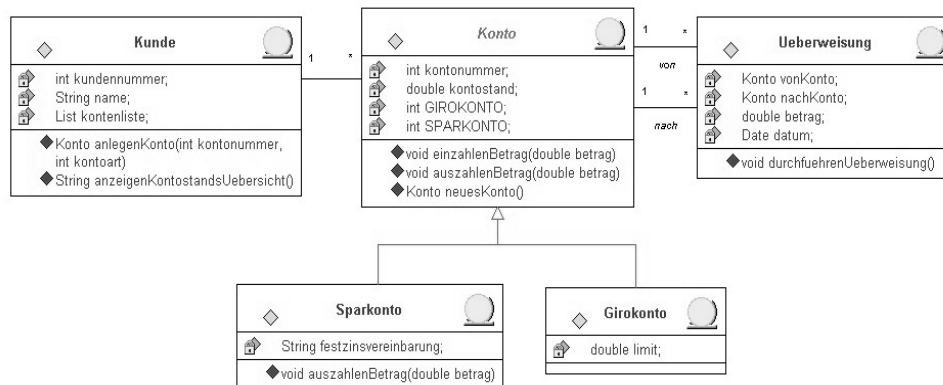 Kunde
int kundennummer;
String name;
List kontenliste;
Konto anlegenKonto(int kontonummer,
int kontoart)
String anzeigenKontostandsUebersicht()
1 *
Konto
int kontonummer;
double kontostand;
int GIROKONTO;
int SPARKONTO;
void einzahlenBetrag(double betrag)
void auszahlenBetrag(double betrag)
Konto neuesKonto()
1 *
von
1 *
nach
Ueberweisung
Konto vonKonto;
Konto nachKonto;
double betrag;
Date datum;
void durchfuehrenUeberweisung()
Sparkonto
String festzinsvereinbarung;
void auszahlenBetrag(double betrag)
Girokonto
double limit;